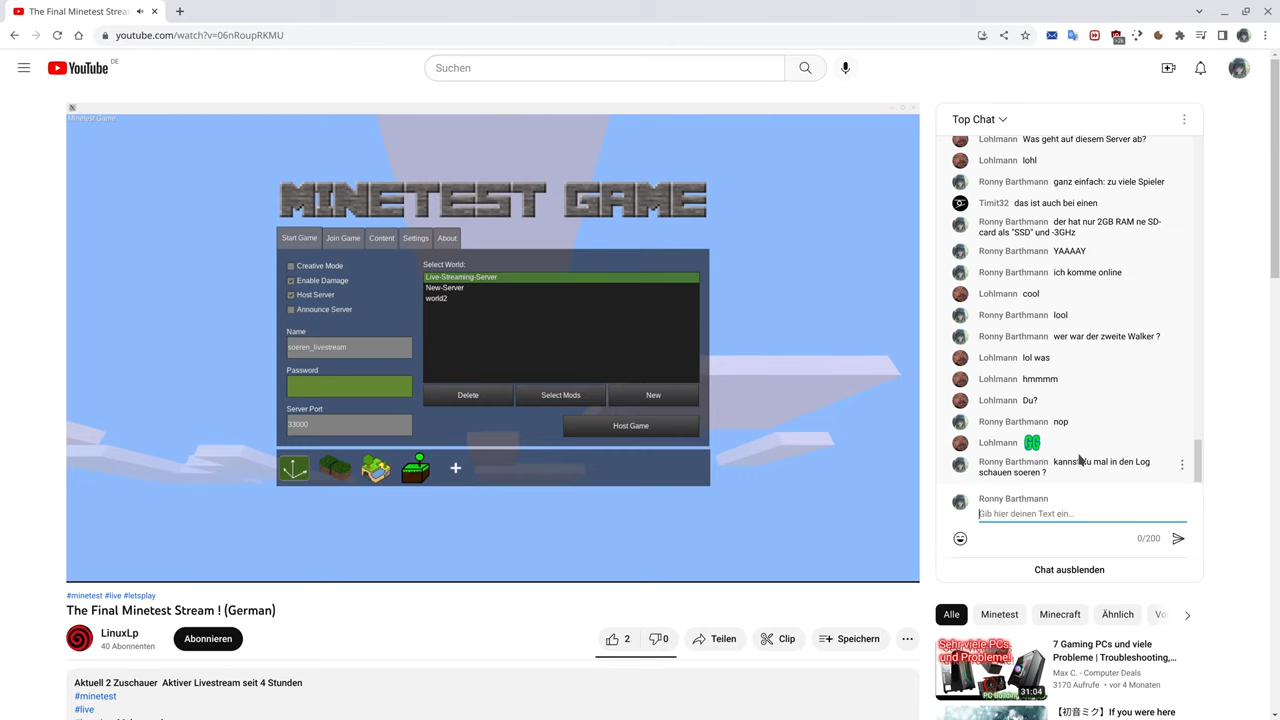 The Final Minetest Strea
youtube.com/watch?v=06nRoupRKMU
>2k
YouTube DE
Suchen
Minetest Game
MINETEST GAME
Start Game
Join Game
Content
Settings
About
Creative Mode
Enable Damage
Host Server
Announce Server
Name
soeren_livestream
Password
Server Port
33000
Select World:
Live-Streaming-Server
New-Server
world2
Delete
Select Mods
New
Host Game
Top Chat
Lohlmann Was geht auf diesem Server ab?
Lohlmann lohl
Ronny Barthmann ganz einfach: zu viele Spieler
Timit32 das ist auch bei einen
Ronny Barthmann der hat nur 2GB RAM ne SD-
card als "SSD" und -3GHz
Ronny Barthmann YAAAAY
Ronny Barthmann ich komme online
Lohlmann cool
Ronny Barthmann lool
Ronny Barthmann wer war der zweite Walker ?
Lohlmann lol was
Lohlmann hmmmm
Lohlmann Du?
Ronny Barthmann nop
Lohlmann GG
Ronny Barthmann kannst du mal in den Log
schauen soeren ?
Ronny Barthmann
Gib hier deinen Text ein...
0/200
Chat ausblenden
#minetest #live #letsplay
The Final Minetest Stream ! (German)
LinuxLp
40 Abonnenten
Abonnieren
2
0
Teilen
Clip
Speichern
Aktuell 2 Zuschauer Aktiver Livestream seit 4 Stunden
#minetest
#live
Alle
Minetest
Minecraft
Ähnlich
Vo
Sehr viele PCs
und Probleme!
PC Building
31:04
7 Gaming PCs und viele
Probleme | Troubleshooting,...
Max C. - Computer Deals
3170 Aufrufe • vor 4 Monaten
【初音ミク】If you were here